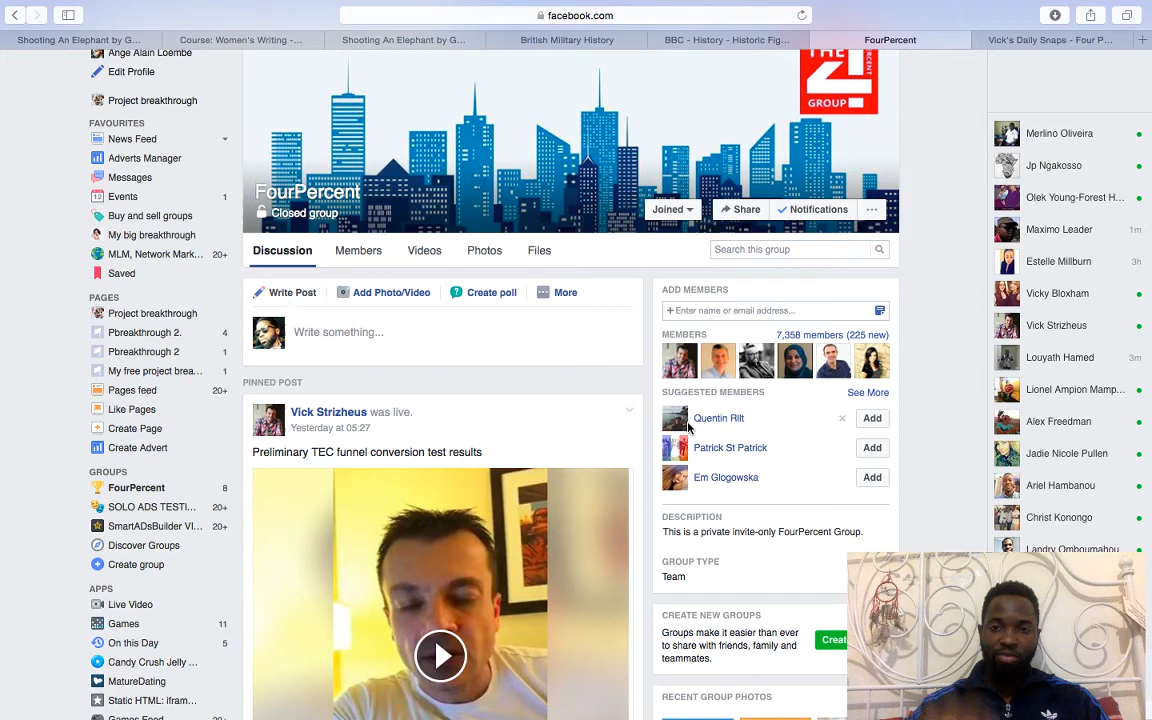 facebook.com
Shooting An Elephant by G...
Course: Women's Writing -...
Shooting An Elephant by G...
British Military History
BBC - History - Historic Fig...
FourPercent
Vick's Daily Snaps - Four P...
Ange Alain Loembe
Edit Profile
Project breakthrough
FAVOURITES
News Feed
Adverts Manager
Messages
12 Events 1
Buy and sell groups
My big breakthrough
MLM, Network Mark... 20+
Saved
PAGES
Project breakthrough
Pbreakthrough 2. 4
Pbreakthrough 2 1
My free project brea... 1
Pages feed 20+
Like Pages
Create Page
Create Advert
GROUPS
FourPercent 8
SOLO ADS TESTI... 20+
SmartADsBuilder VI... 20+
Discover Groups
Create group
APPS
Live Video
Games 11
On this Day 5
Candy Crush Jelly ...
MatureDating
Static HTML: ifram...
Games Feed 20+
THE
PERCENT
GROUP
FourPercent
Closed group
Joined
Share
Notifications
Discussion
Members
Videos
Photos
Files
Search this group
Write Post
Add Photo/Video
Create poll
More
Write something...
PINNED POST
Vick Strizheus was live.
Yesterday at 05:27
Preliminary TEC funnel conversion test results
ADD MEMBERS
+ Enter name or email address...
MEMBERS
7,358 members (225 new)
SUGGESTED MEMBERS
See More
Quentin Rilt
Add
Patrick St Patrick
Add
Em Glogowska
Add
DESCRIPTION
This is a private invite-only FourPercent Group.
GROUP TYPE
Team
CREATE NEW GROUPS
Groups make it easier than ever
to share with friends, family and
teammates.
RECENT GROUP PHOTOS
Merlino Oliveira
Jp Ngakosso
Olek Young-Forest H...
Maximo Leader 1m
Estelle Millburn 3h
Vicky Bloxham
Vick Strizheus
Louyath Hamed 3m
Lionel Ampion Mamp...
Alex Freedman
Jadie Nicole Pullen
Ariel Hambanou
Christ Konongo
Landry Omboumahou